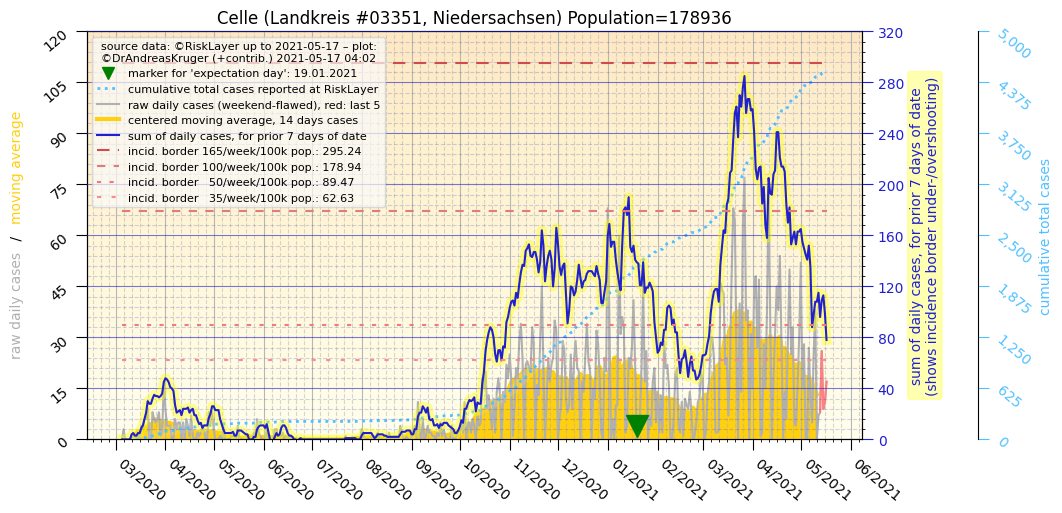 Celle (Landkreis #03351, Niedersachsen) Population=178936
source data: ©RiskLayer up to 2021-05-17 – plot:
©DrAndreasKruger (+contrib.) 2021-05-17 04:02
marker for 'expectation day': 19.01.2021
cumulative total cases reported at RiskLayer
raw daily cases (weekend-flawed), red: last 5
centered moving average, 14 days cases
sum of daily cases, for prior 7 days of date
incid. border 165/week/100k pop.: 295.24
incid. border 100/week/100k pop.: 178.94
incid. border   50/week/100k pop.: 89.47
incid. border   35/week/100k pop.: 62.63
raw daily cases   /   moving average
120
105
90
75
60
45
30
15
0
03/2020
04/2020
05/2020
06/2020
07/2020
08/2020
09/2020
10/2020
11/2020
12/2020
01/2021
02/2021
03/2021
04/2021
05/2021
06/2021
320
280
240
200
160
120
80
40
0
sum of daily cases, for prior 7 days of date
(shows incidence border under-/overshooting)
5,000
4,375
3,750
3,125
2,500
1,875
1,250
625
0
cumulative total cases